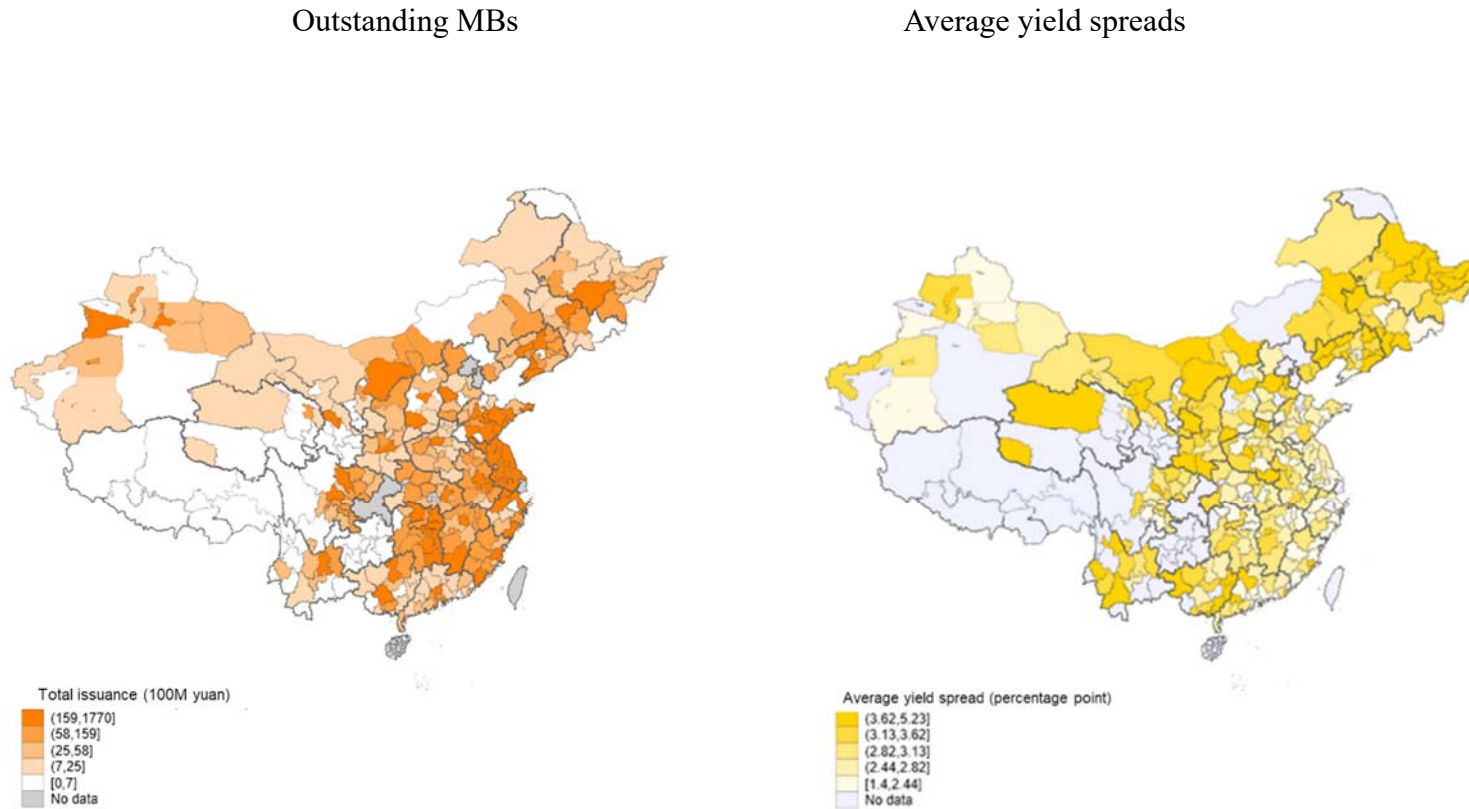 Outstanding MBs
Average yield spreads
Total issuance (100M yuan)
(159,1770]
(58,159]
(25,58]
(7,25]
[0,7]
No data
Average yield spread (percentage point)
(3.62,5.23]
(3.13,3.62]
(2.82,3.13]
(2.44,2.82]
[1.4,2.44]
No data